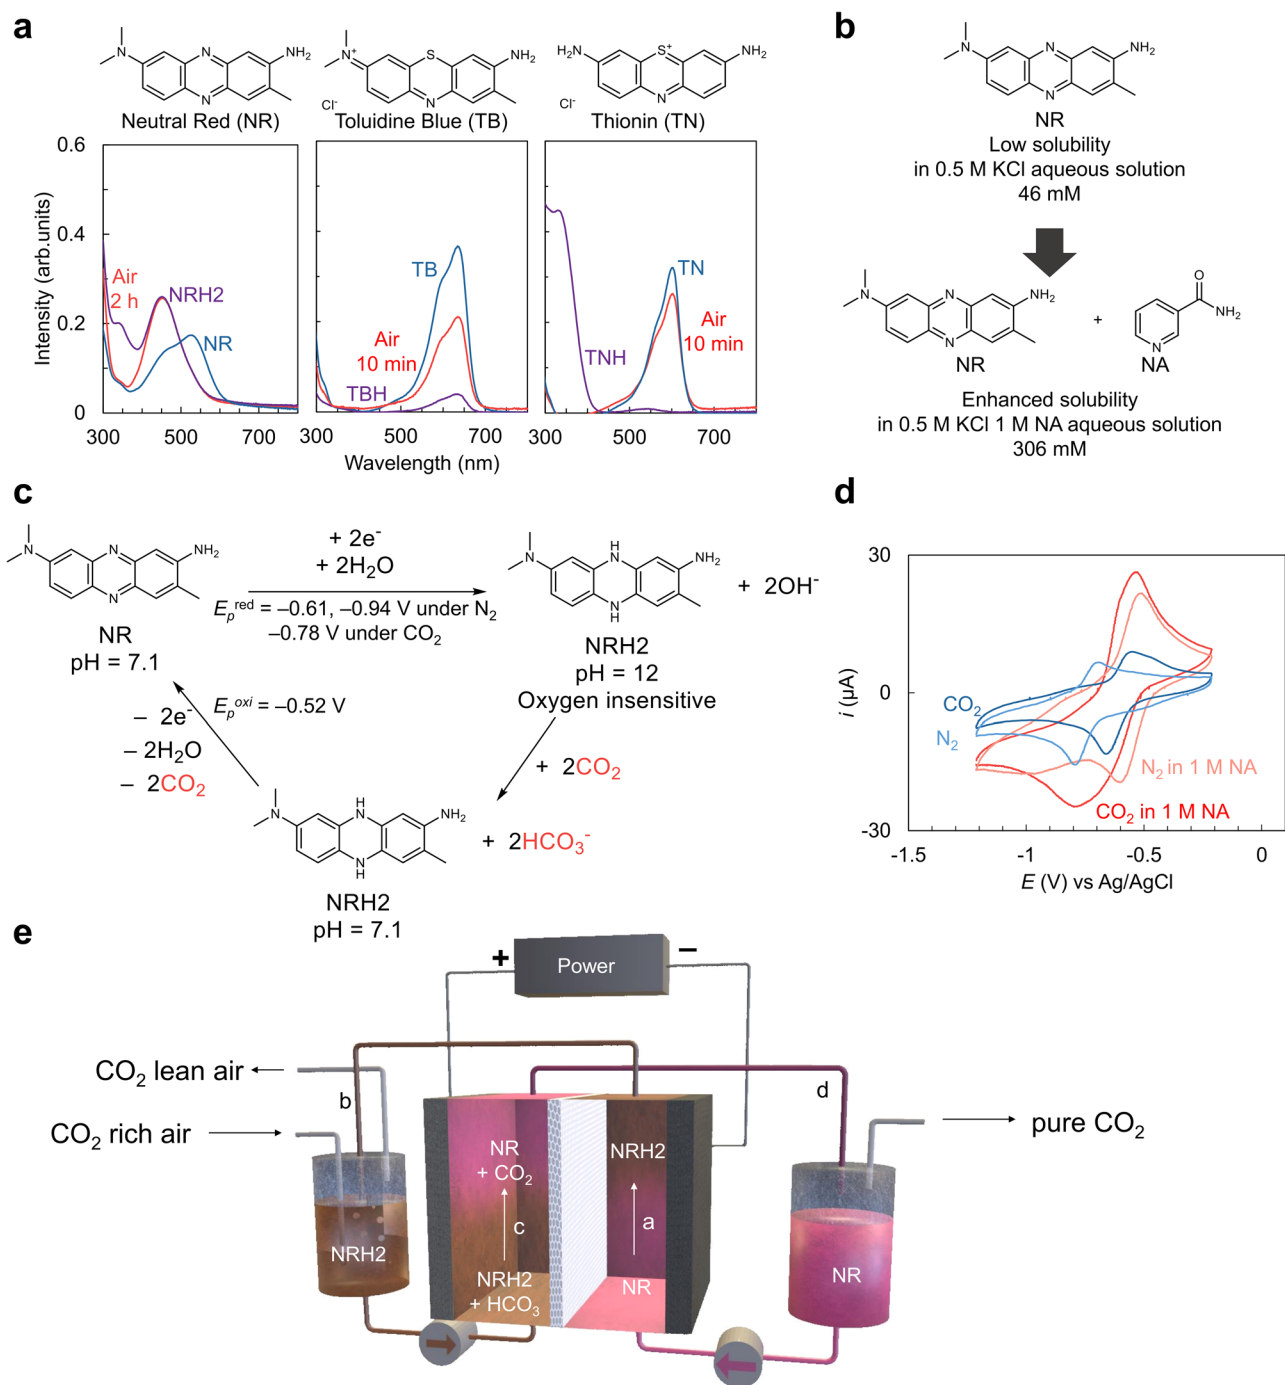 a
N
N
N
NH₂
Neutral Red (NR)
N⁺
S
N
NH₂
Cl⁻
Toluidine Blue (TB)
H₂N
S⁺
N
NH₂
Cl⁻
Thionin (TN)
Intensity (arb.units)
0.6
0.4
0.2
0
Air
2 h
NRH2
NR
300 500 700
TB
Air
10 min
TBH
500 700
TN
Air
10 min
TNH
300 500 700
Wavelength (nm)
b
N
N
N
NH₂
NR
Low solubility
in 0.5 M KCl aqueous solution
46 mM
N
N
N
NH₂
NR
+
O
NH₂
N
NA
Enhanced solubility
in 0.5 M KCl 1 M NA aqueous solution
306 mM
c
N
N
N
NH₂
NR
pH = 7.1
+ 2e⁻
+ 2H₂O
Eₚʳᵉᵈ = –0.61, –0.94 V under N₂
–0.78 V under CO₂
N
H
N
N
H
NH₂
+ 2OH⁻
NRH2
pH = 12
Oxygen insensitive
+ 2CO₂
N
H
N
N
H
NH₂
+ 2HCO₃⁻
NRH2
pH = 7.1
Eₚᵒˣⁱ = –0.52 V
– 2e⁻
– 2H₂O
– 2CO₂
d
30
0
-30
i (µA)
CO₂
N₂
N₂ in 1 M NA
CO₂ in 1 M NA
-1.5 -1 -0.5 0
E (V) vs Ag/AgCl
e
+
Power
–
CO₂ lean air
b
CO₂ rich air
NRH2
NR
+ CO₂
c
NRH2
+ HCO₃
NRH2
a
NR
d
NR
pure CO₂